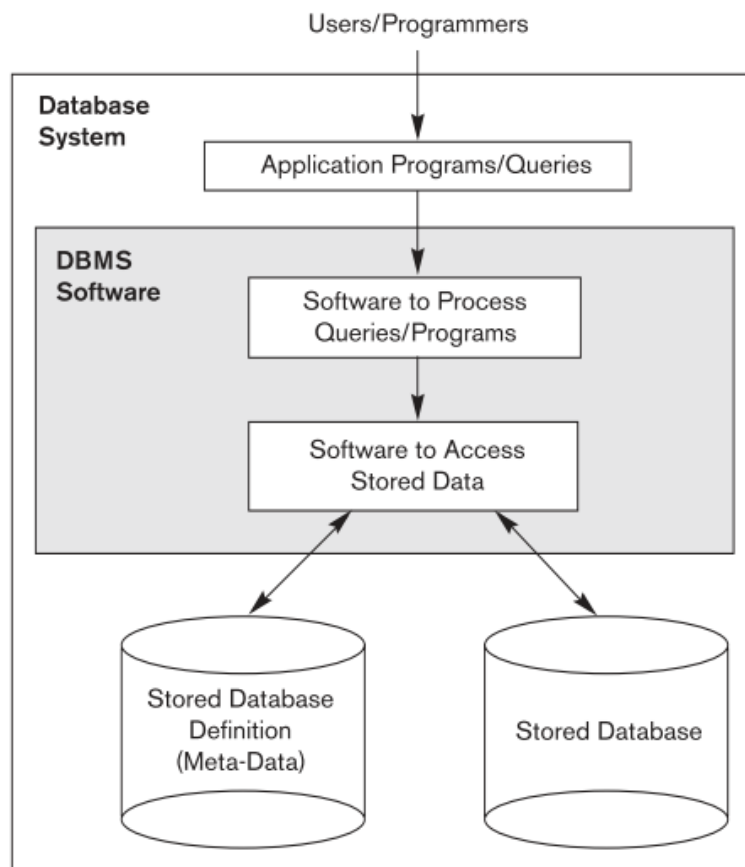 Users/Programmers
Database
System
Application Programs/Queries
DBMS
Software
Software to Process
Queries/Programs
Software to Access
Stored Data
Stored Database
Definition
(Meta-Data)
Stored Database